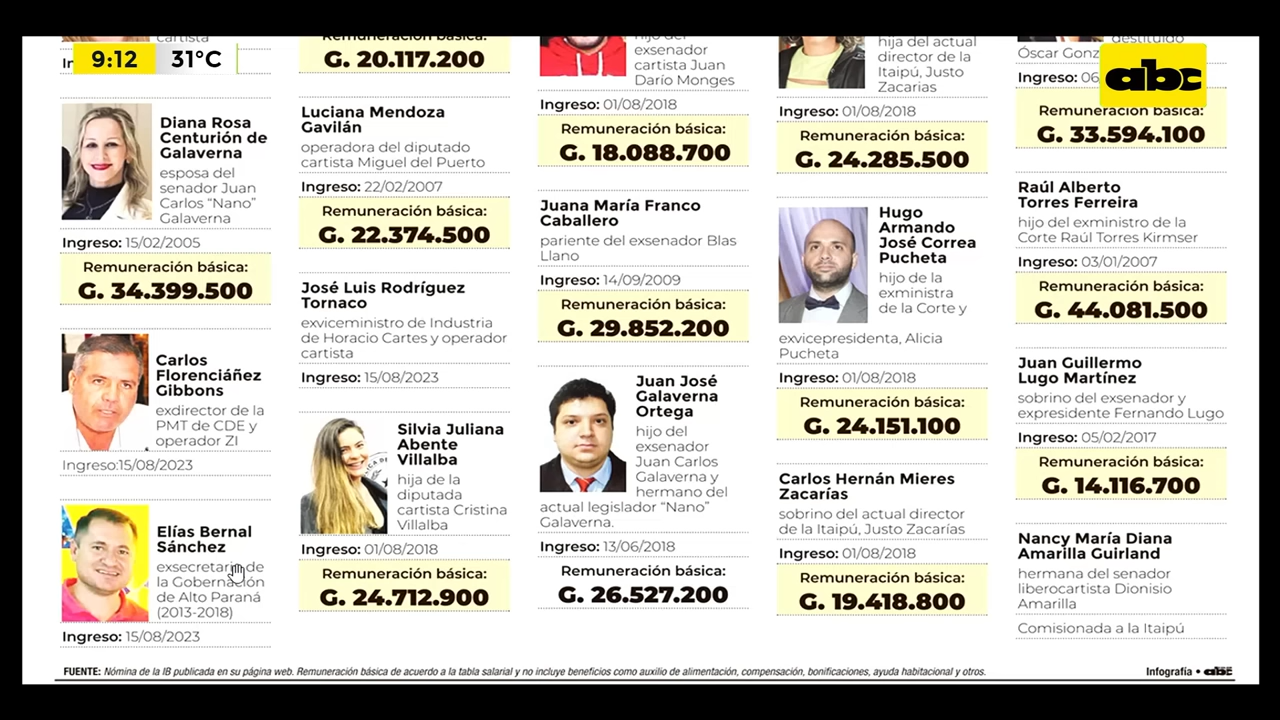 9:12 31°C
abc
cartista
In
Diana Rosa
Centurión de
Galaverna
esposa del
senador Juan
Carlos “Nano”
Galaverna
Ingreso: 15/02/2005
Remuneración básica:
G. 34.399.500
Carlos
Florenciáñez
Gibbons
exdirector de la
PMT de CDE y
operador ZI
Ingreso:15/08/2023
Elías Bernal
Sánchez
exsecretario de
la Gobernación
de Alto Paraná
(2013-2018)
Ingreso: 15/08/2023
Remuneración básica:
G. 20.117.200
Luciana Mendoza
Gavilán
operadora del diputado
cartista Miguel del Puerto
Ingreso: 22/02/2007
Remuneración básica:
G. 22.374.500
José Luis Rodríguez
Tornaco
exviceministro de Industria
de Horacio Cartes y operador
cartista
Ingreso: 15/08/2023
Silvia Juliana
Abente
Villalba
hija de la
diputada
cartista Cristina
Villalba
Ingreso: 01/08/2018
Remuneración básica:
G. 24.712.900
hijo del
exsenador
cartista Juan
Darío Monges
Ingreso: 01/08/2018
Remuneración básica:
G. 18.088.700
Juana María Franco
Caballero
pariente del exsenador Blas
Llano
Ingreso: 14/09/2009
Remuneración básica:
G. 29.852.200
Juan José
Galaverna
Ortega
hijo del
exsenador
Juan Carlos
Galaverna y
hermano del
actual legislador “Nano”
Galaverna.
Ingreso: 13/06/2018
Remuneración básica:
G. 26.527.200
hija del actual
director de la
Itaipú, Justo
Zacarias
Ingreso: 01/08/2018
Remuneración básica:
G. 24.285.500
Hugo
Armando
José Correa
Pucheta
hijo de la
exministra
de la Corte y
exvicepresidenta, Alicia
Pucheta
Ingreso: 01/08/2018
Remuneración básica:
G. 24.151.100
Carlos Hernán Mieres
Zacarías
sobrino del actual director
de la Itaipú, Justo Zacarías
Ingreso: 01/08/2018
Remuneración básica:
G. 19.418.800
destituido
Óscar Gonz
Ingreso: 06
Remuneración básica:
G. 33.594.100
Raúl Alberto
Torres Ferreira
hijo del exministro de la
Corte Raúl Torres Kirmser
Ingreso: 03/01/2007
Remuneración básica:
G. 44.081.500
Juan Guillermo
Lugo Martínez
sobrino del exsenador y
expresidente Fernando Lugo
Ingreso: 05/02/2017
Remuneración básica:
G. 14.116.700
Nancy María Diana
Amarilla Guirland
hermana del senador
liberocartista Dionisio
Amarilla
Comisionada a la Itaipú
FUENTE: Nómina de la IB publicada en su página web. Remuneración básica de acuerdo a la tabla salarial y no incluye beneficios como auxilio de alimentación, compensación, bonificaciones, ayuda habitacional y otros.
Infografía • abc